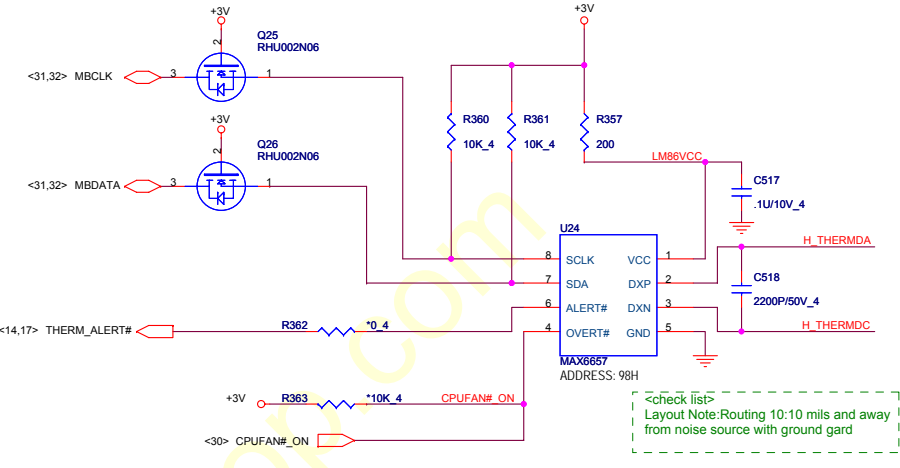 +3V
+3V
Q25
RHU002N06
2
<31,32> MBCLK
3
1
+3V
Q26
RHU002N06
2
<31,32> MBDATA
3
1
R360
10K_4
R361
10K_4
R357
200
LM86VCC
C517
.1U/10V_4
U24
8 SCLK VCC 1
7 SDA DXP 2
6 ALERT# DXN 3
4 OVERT# GND 5
MAX6657
ADDRESS: 98H
H_THERMDA
C518
2200P/50V_4
H_THERMDC
<14,17> THERM_ALERT#
R362 *0_4
+3V
R363 *10K_4
CPUFAN#_ON
<30> CPUFAN#_ON
<check list>
Layout Note:Routing 10:10 mils and away
from noise source with ground gard